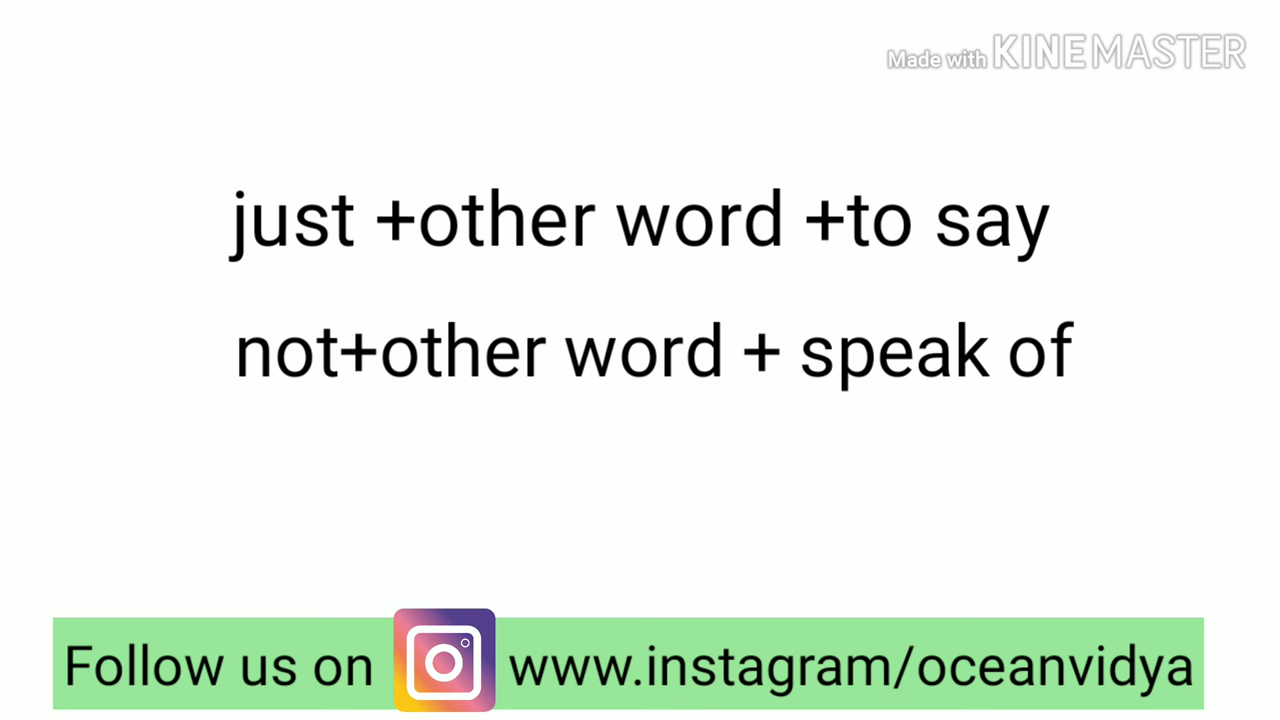 Made with KINEMASTER
just +other word +to say
not+other word + speak of
Follow us on www.instagram/oceanvidya